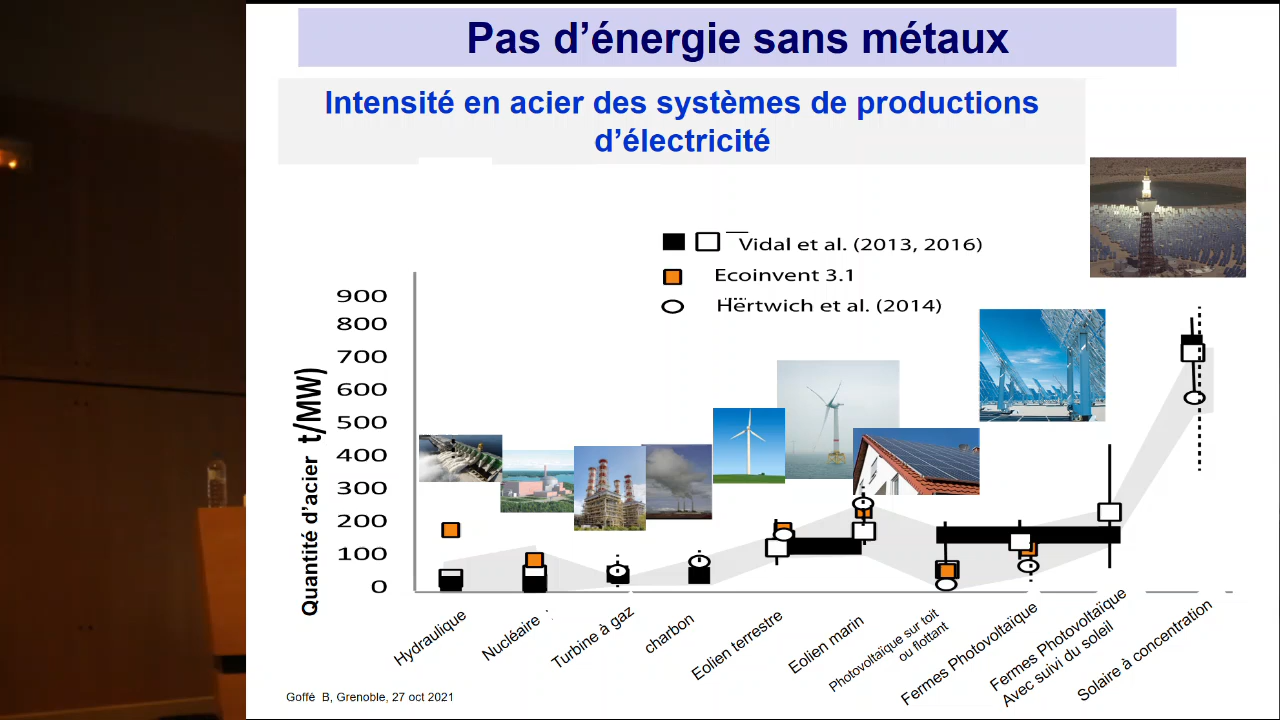 Pas d’énergie sans métaux
Intensité en acier des systèmes de productions
d’électricité
Vidal et al. (2013, 2016)
Ecoinvent 3.1
Hertwich et al. (2014)
Quantité d’acier t/MW)
900
800
700
600
500
400
300
200
100
0
Hydraulique
Nucléaire
Turbine à gaz
charbon
Eolien terrestre
Eolien marin
Photovoltaïque sur toit
ou flottant
Fermes Photovoltaïque
Fermes Photovoltaïque
Avec suivi du soleil
Solaire à concentration
Goffé B, Grenoble, 27 oct 2021